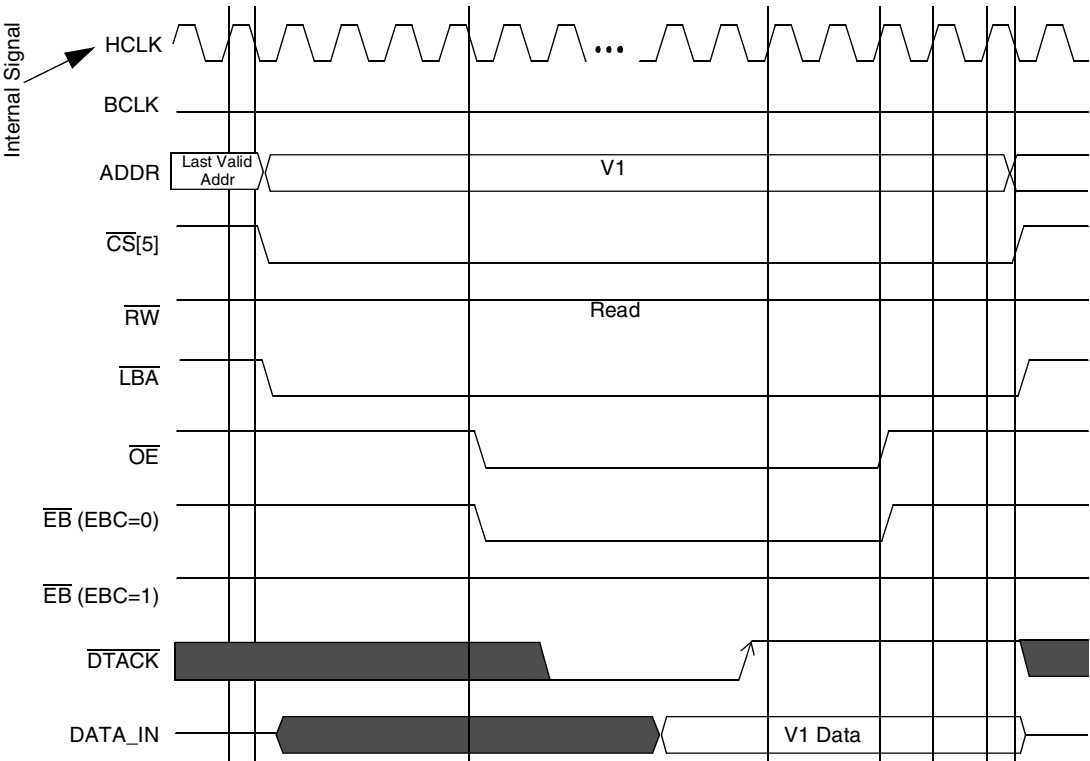 Internal Signal
HCLK
BCLK
ADDR
Last Valid
Addr
V1
CS[5]
RW
Read
LBA
OE
EB (EBC=0)
EB (EBC=1)
DTACK
DATA_IN
V1 Data